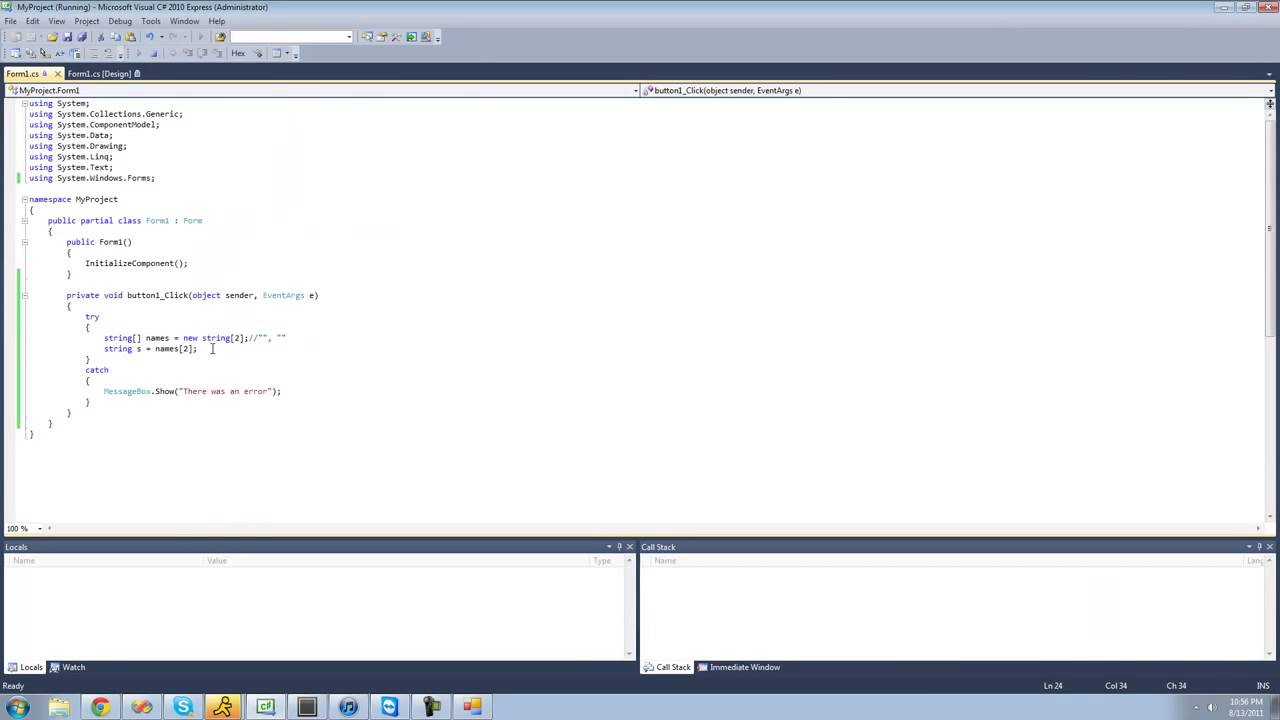 MyProject (Running) - Microsoft Visual C# 2010 Express (Administrator)
File Edit View Project Debug Tools Window Help
Hex
Form1.cs Form1.cs [Design]
MyProject.Form1 button1_Click(object sender, EventArgs e)
using System;
using System.Collections.Generic;
using System.ComponentModel;
using System.Data;
using System.Drawing;
using System.Linq;
using System.Text;
using System.Windows.Forms;
namespace MyProject
{
public partial class Form1 : Form
{
public Form1()
{
InitializeComponent();
}
private void button1_Click(object sender, EventArgs e)
{
try
{
string[] names = new string[2];//"", ""
string s = names[2];
}
catch
{
MessageBox.Show("There was an error");
}
}
}
}
100 %
Locals Call Stack
Name Value Type Name Lang
Locals Watch Call Stack Immediate Window
Ready Ln 24 Col 34 Ch 34 INS
10:56 PM
8/13/2011